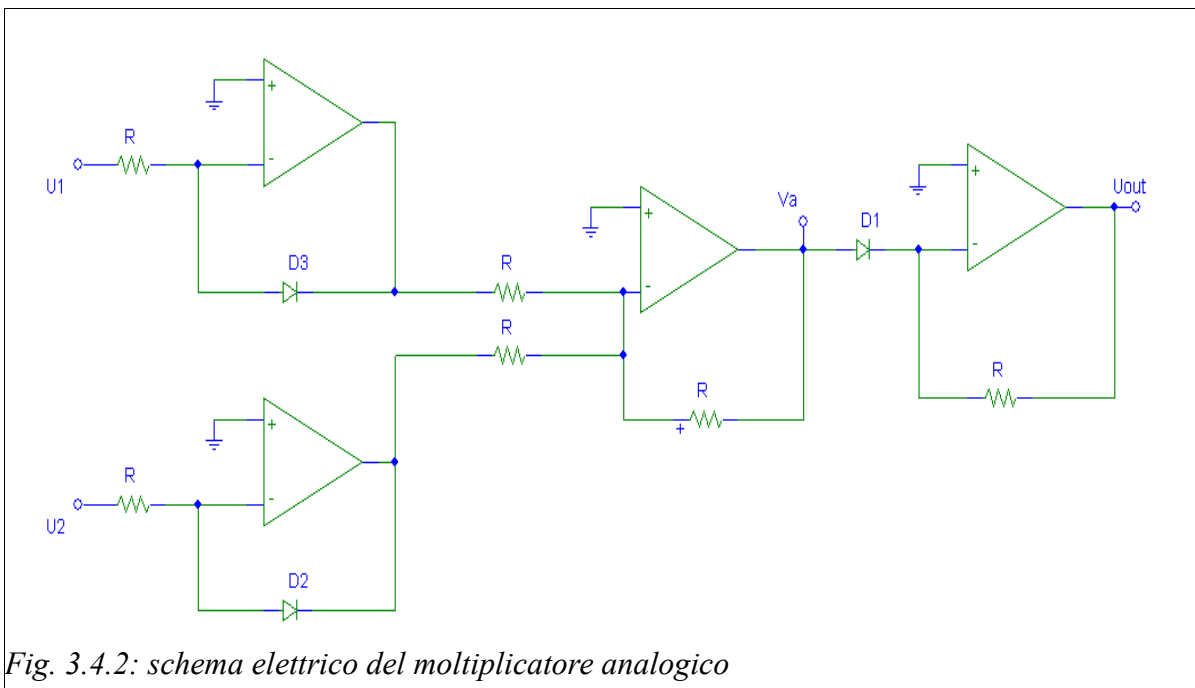 +
R
-
U1
D3
R
Va
+
-
D1
+
-
Uout
R
R
+
R
+
R
-
U2
D2
Fig. 3.4.2: schema elettrico del moltiplicatore analogico